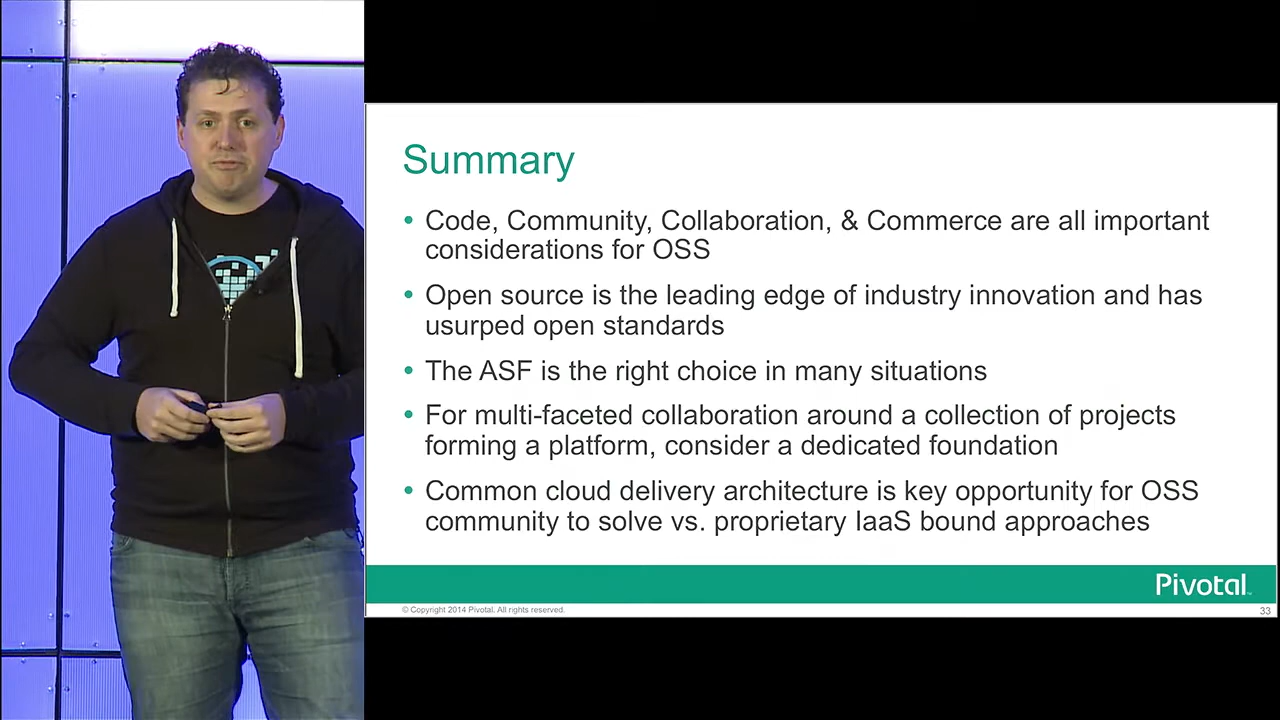 Summary
• Code, Community, Collaboration, & Commerce are all important
considerations for OSS
• Open source is the leading edge of industry innovation and has
usurped open standards
• The ASF is the right choice in many situations
• For multi-faceted collaboration around a collection of projects
forming a platform, consider a dedicated foundation
• Common cloud delivery architecture is key opportunity for OSS
community to solve vs. proprietary IaaS bound approaches
Pivotal™
© Copyright 2014 Pivotal. All rights reserved.
33